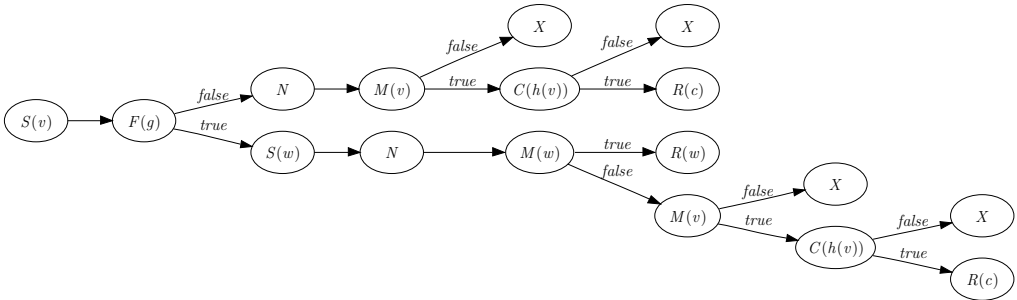 X
X
false
false
N
M(v)
true
C(h(v))
true
R(c)
false
S(v)
F(g)
true
S(w)
N
M(w)
true
R(w)
false
X
false
M(v)
true
X
false
C(h(v))
true
R(c)